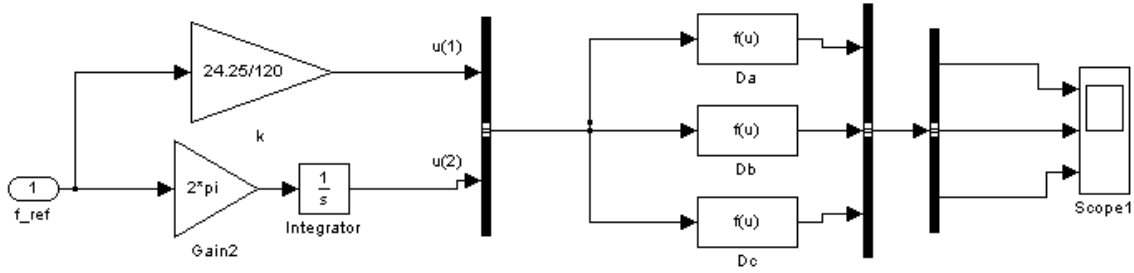 u(1)
24.25/120
k
f(u)
Da
f(u)
Db
f(u)
Dc
u(2)
1
f_ref
2*pi
Gain2
1
s
Integrator
Scope1